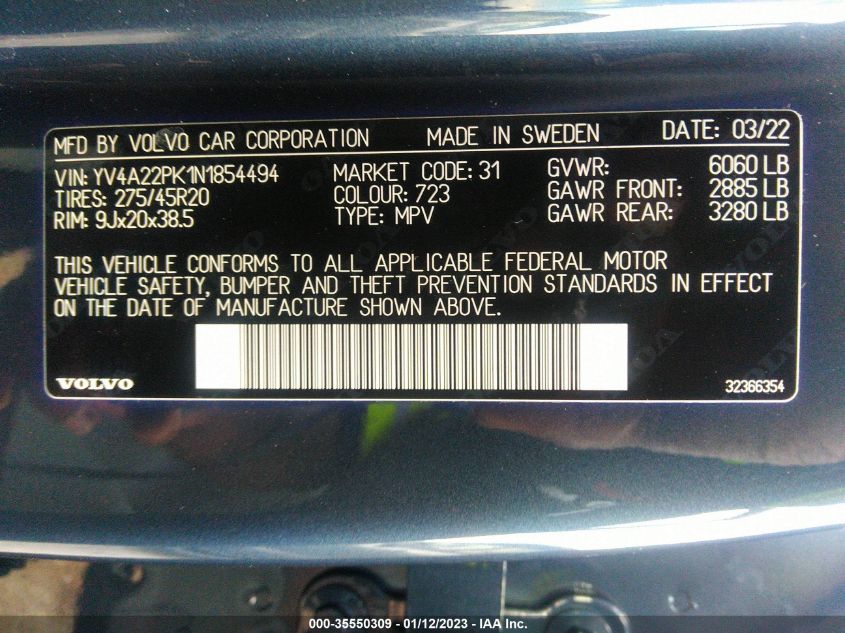 MFD BY VOLVO CAR CORPORATION MADE IN SWEDEN DATE: 03/22
VIN: YV4A22PK1N1854494 MARKET CODE: 31 GVWR: 6060 LB
TIRES: 275/45R20 COLOUR: 723 GAWR FRONT: 2885 LB
RIM: 9Jx20x38.5 TYPE: MPV GAWR REAR: 3280 LB
THIS VEHICLE CONFORMS TO ALL APPLICABLE FEDERAL MOTOR
VEHICLE SAFETY, BUMPER AND THEFT PREVENTION STANDARDS IN EFFECT
ON THE DATE OF MANUFACTURE SHOWN ABOVE.
VOLVO 32366354
000-35550309 - 01/12/2023 - IAA Inc.